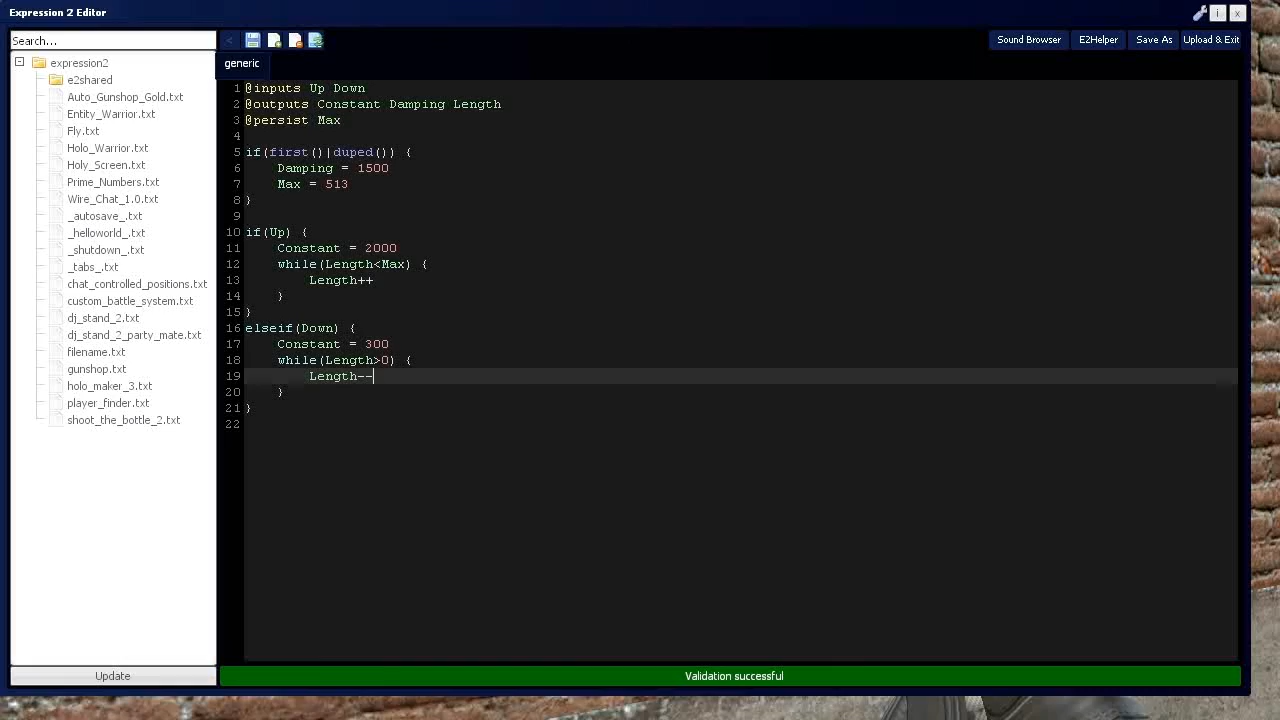 Expression 2 Editor
i
x
Search...
<
Sound Browser
E2Helper
Save As
Upload & Exit
expression2
e2shared
Auto_Gunshop_Gold.txt
Entity_Warrior.txt
Fly.txt
Holo_Warrior.txt
Holy_Screen.txt
Prime_Numbers.txt
Wire_Chat_1.0.txt
_autosave_.txt
_helloworld_.txt
_shutdown_.txt
_tabs_.txt
chat_controlled_positions.txt
custom_battle_system.txt
dj_stand_2.txt
dj_stand_2_party_mate.txt
filename.txt
gunshop.txt
holo_maker_3.txt
player_finder.txt
shoot_the_bottle_2.txt
Update
generic
1 @inputs Up Down
2 @outputs Constant Damping Length
3 @persist Max
4
5 if(first()|duped()) {
6     Damping = 1500
7     Max = 513
8 }
9
10 if(Up) {
11     Constant = 2000
12     while(Length<Max) {
13         Length++
14     }
15 }
16 elseif(Down) {
17     Constant = 300
18     while(Length>0) {
19         Length--
20     }
21 }
22
Validation successful